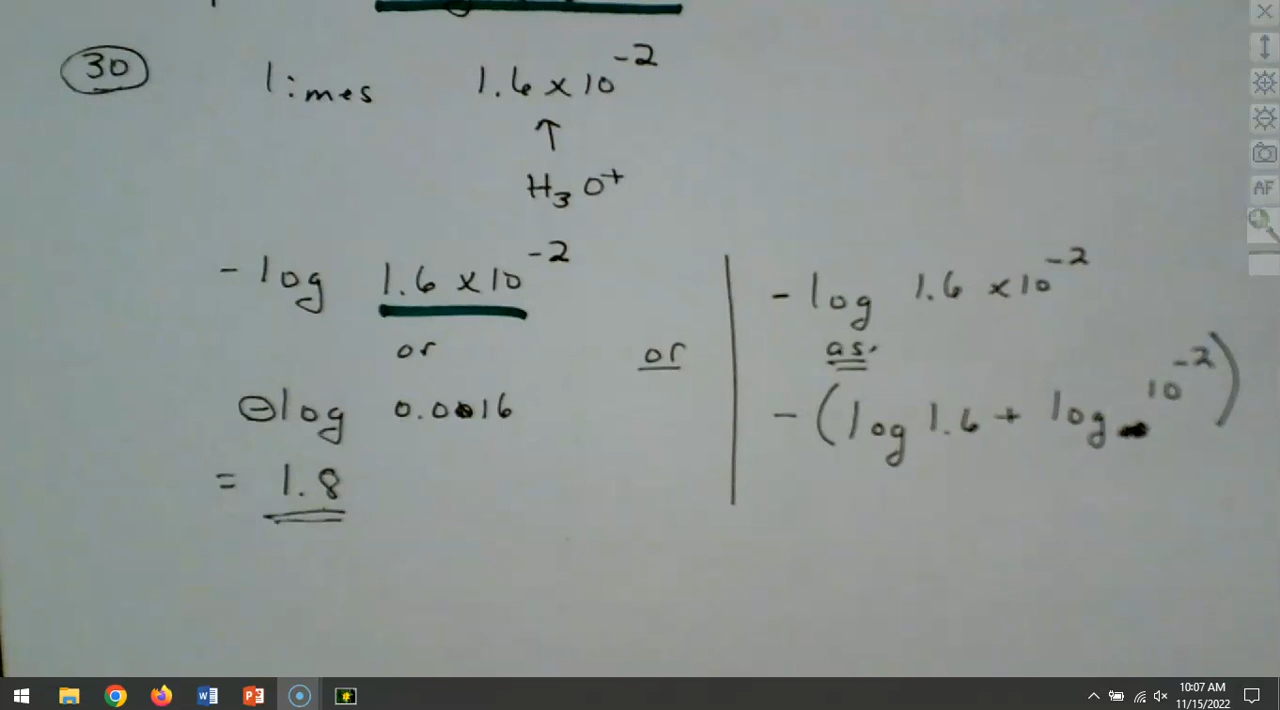 30 limes 1.6 x 10⁻²
↑
H₃O⁺
- log 1.6 x 10⁻²
or
- log 0.016
= 1.8
or
- log 1.6 x 10⁻²
as.
- (log 1.6 + log 10⁻²)
AF
10:07 AM
11/15/2022